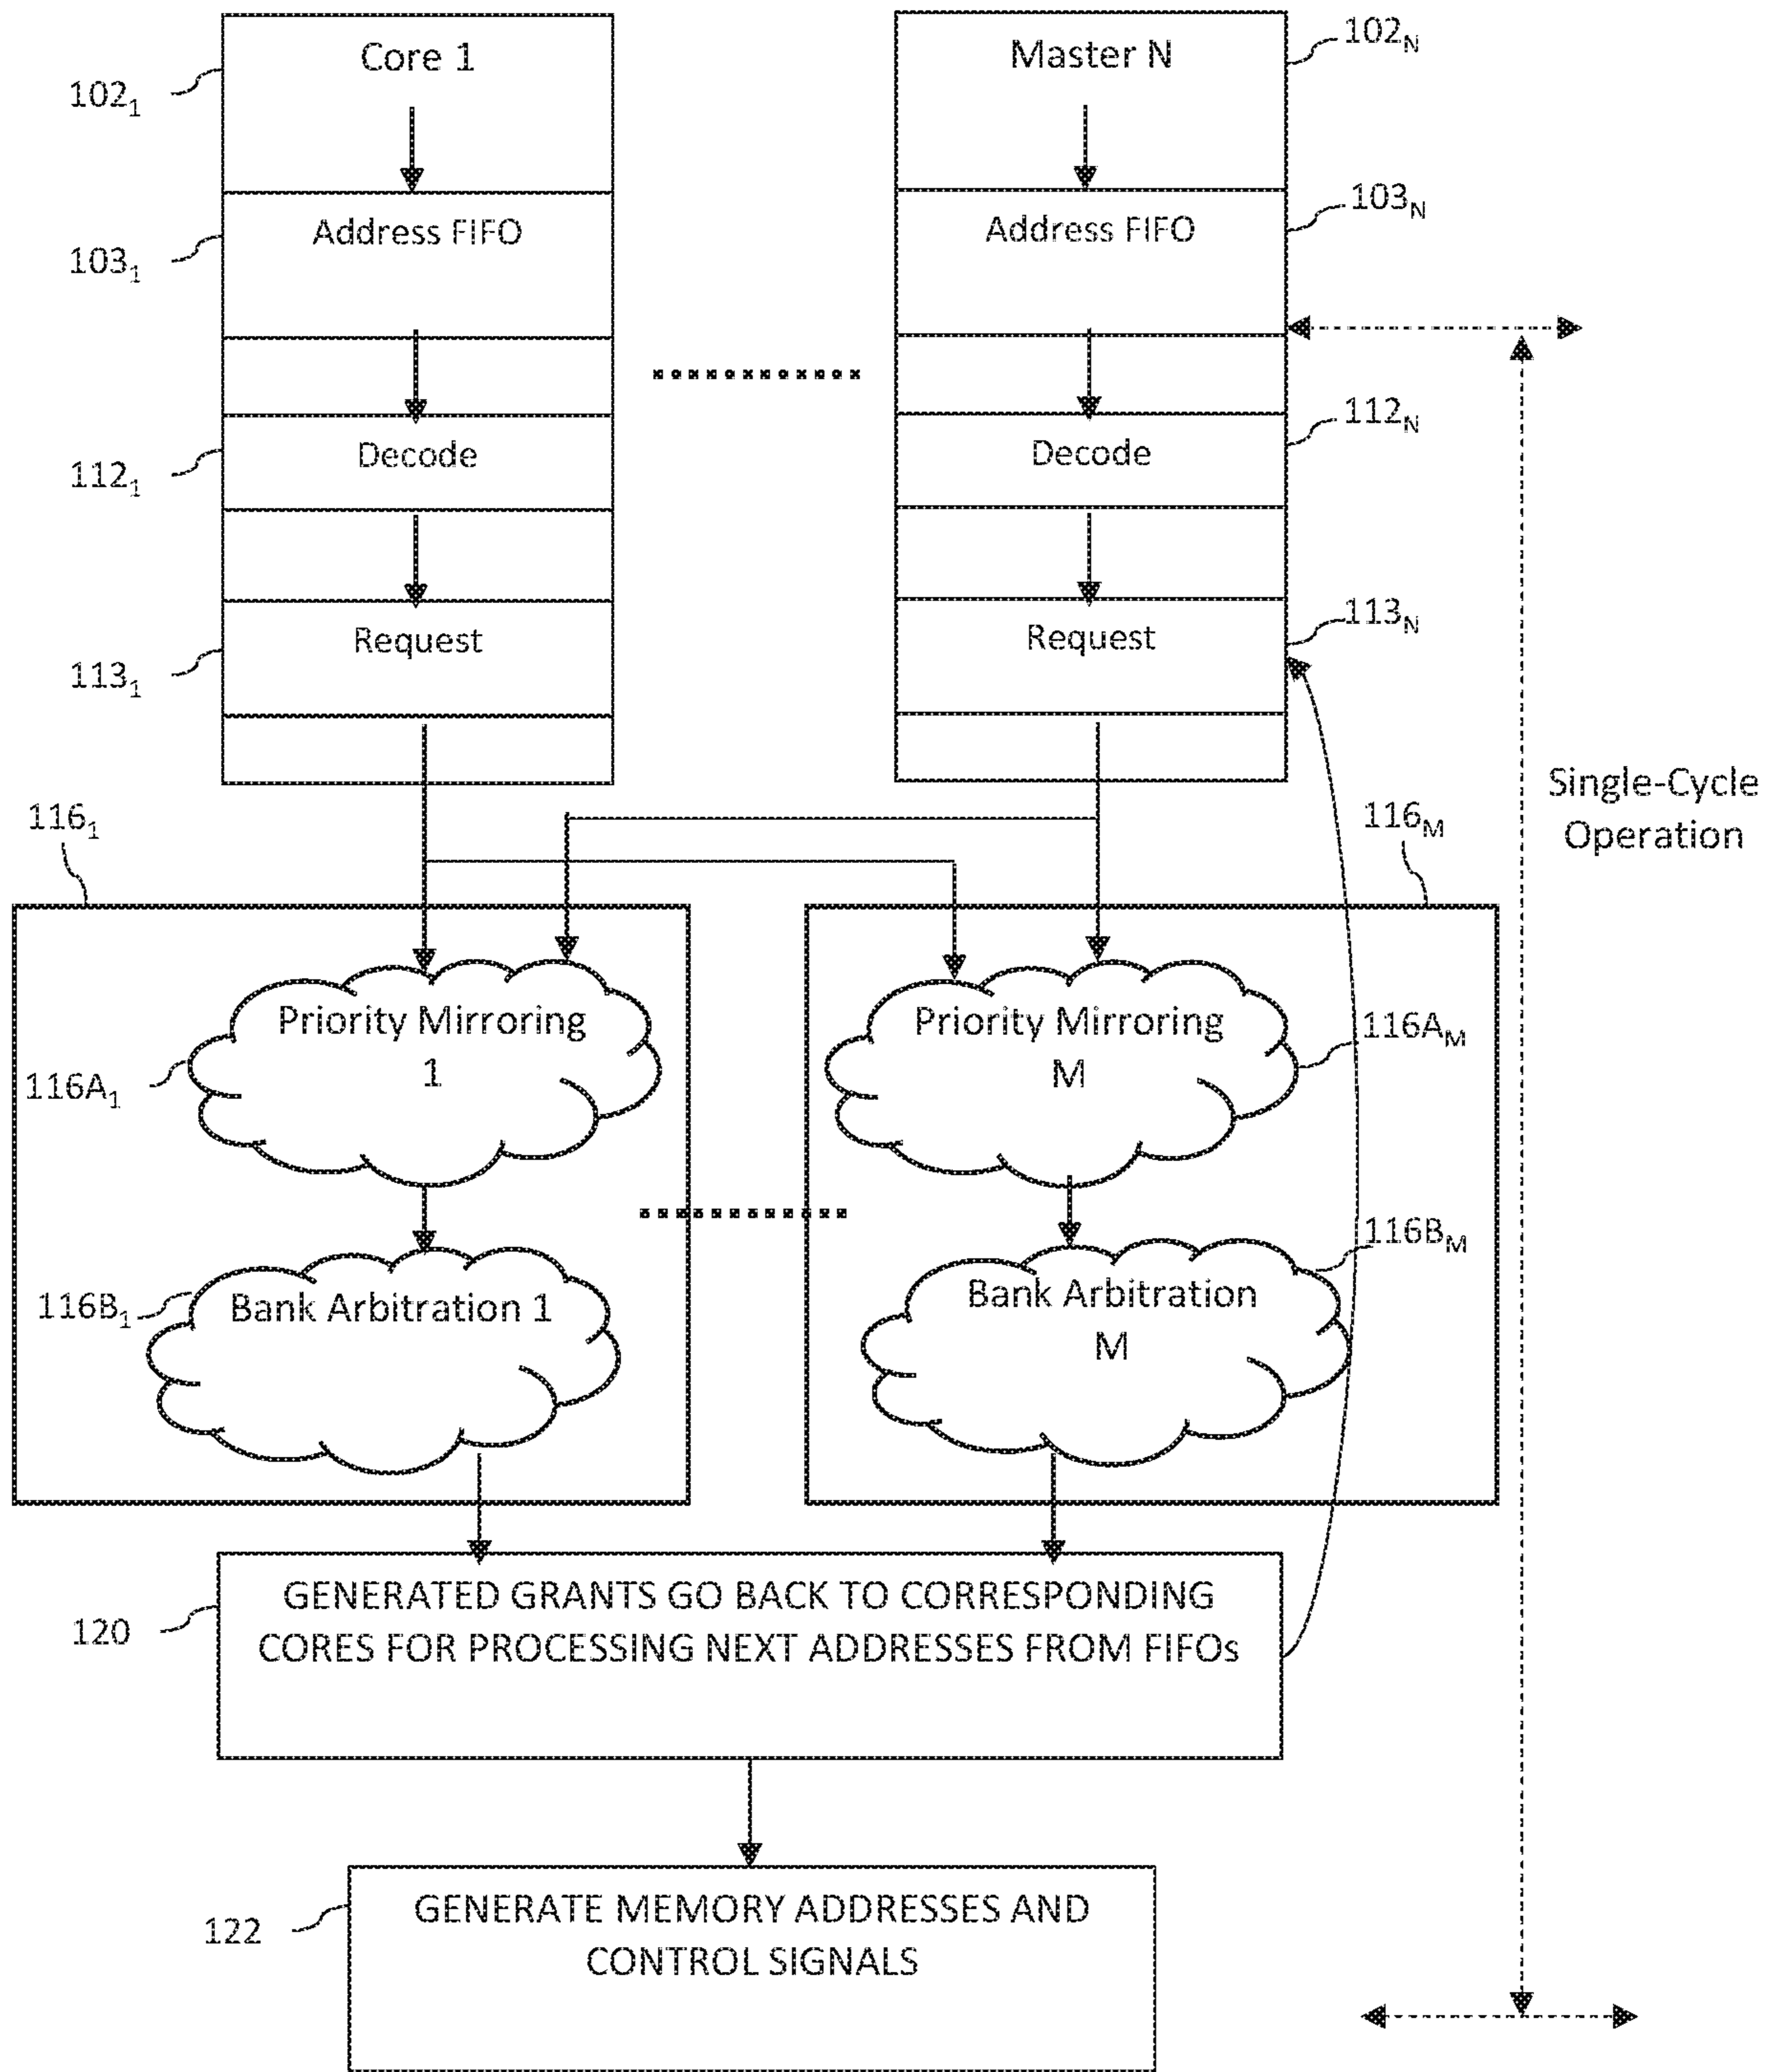 Core 1
Master N
102N
1021
Address FIFO
Address FIFO
103N
1031
Decode
Decode
112N
1121
Request
Request
113N
1131
Single-Cycle
Operation
1161
116M
Priority Mirroring
1
Priority Mirroring
M
116AM
116A1
116BM
Bank Arbitration 1
Bank Arbitration
M
116B1
GENERATED GRANTS GO BACK TO CORRESPONDING
CORES FOR PROCESSING NEXT ADDRESSES FROM FIFOs
120
GENERATE MEMORY ADDRESSES AND
CONTROL SIGNALS
122